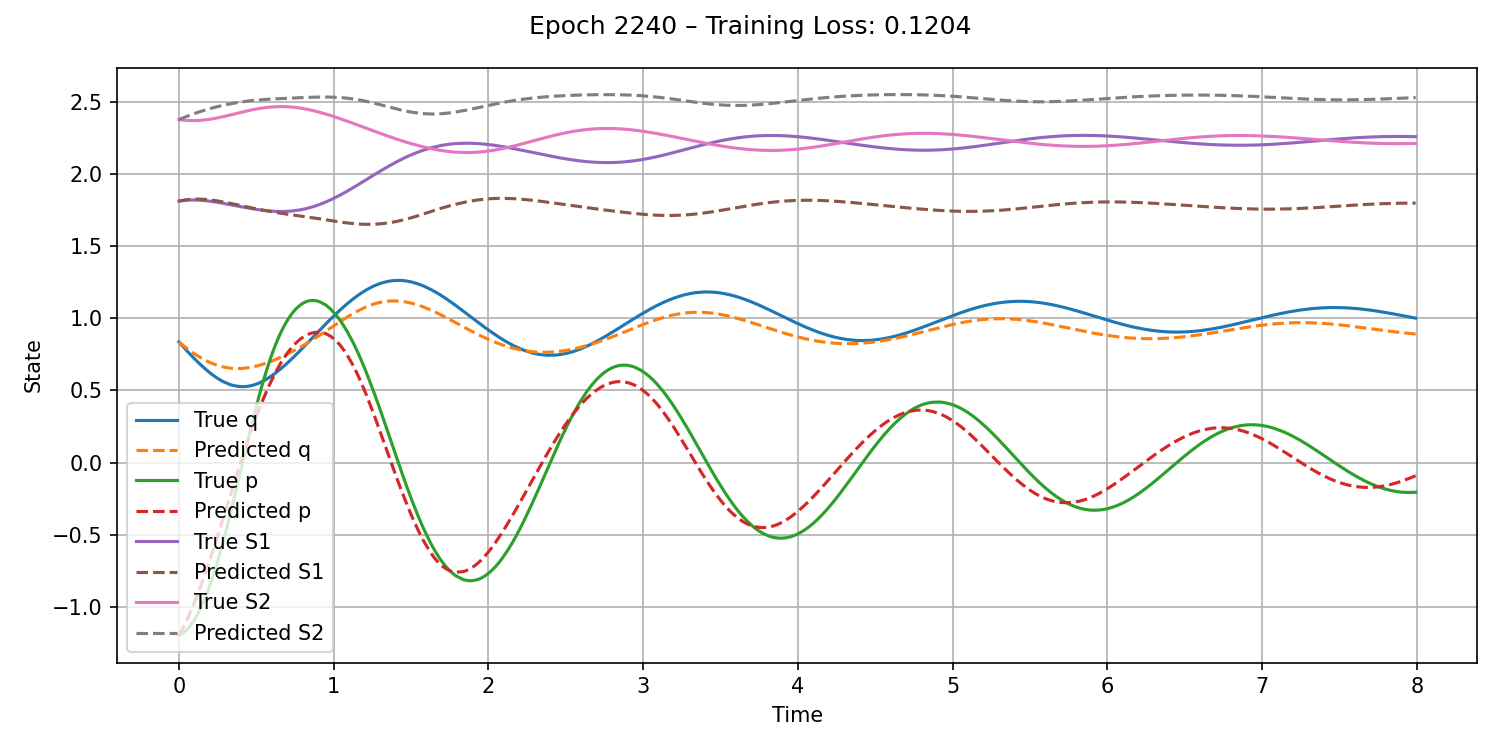 Epoch 2240 – Training Loss: 0.1204
2.5
2.0
1.5
1.0
0.5
0.0
−0.5
−1.0
State
True q
Predicted q
True p
Predicted p
True S1
Predicted S1
True S2
Predicted S2
0 1 2 3 4 5 6 7 8
Time